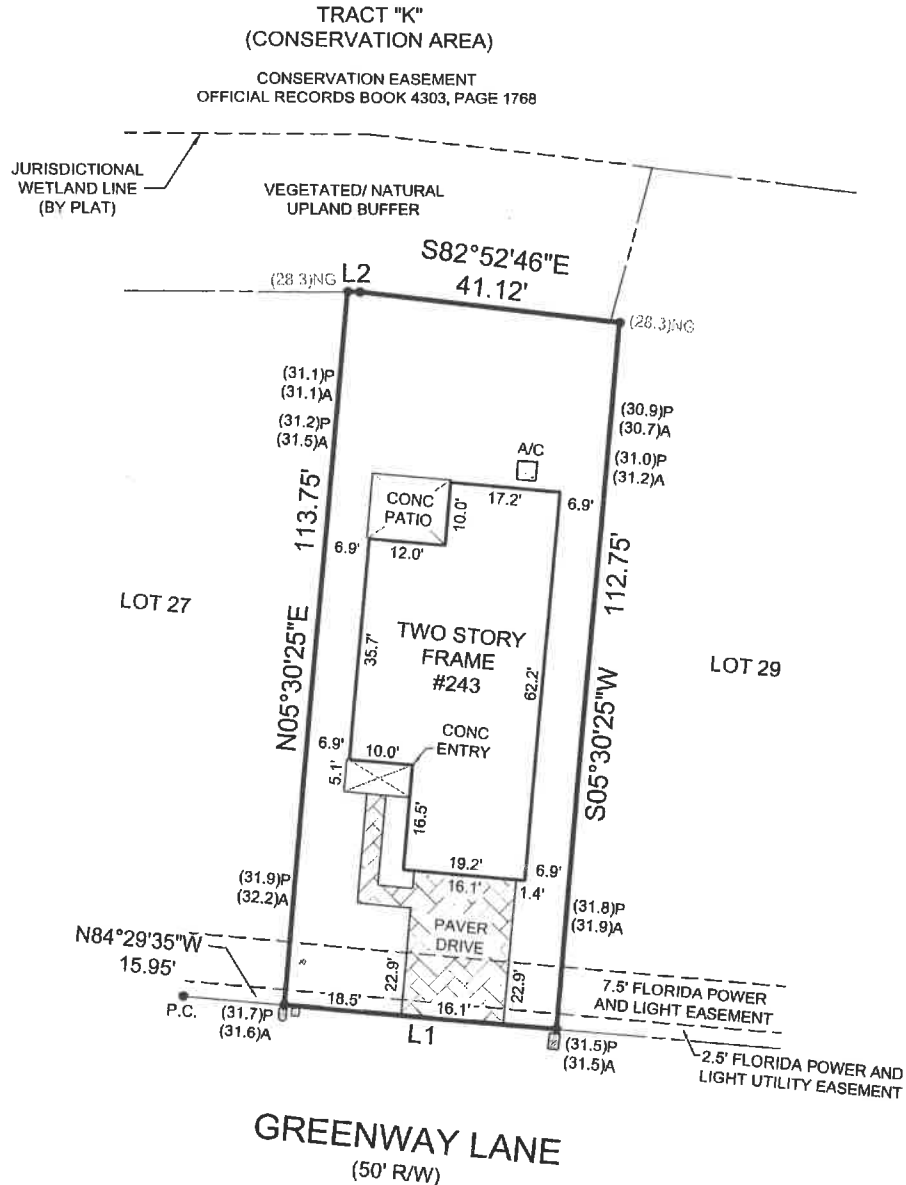 TRACT "K"
(CONSERVATION AREA)
CONSERVATION EASEMENT
OFFICIAL RECORDS BOOK 4303, PAGE 1768
JURISDICTIONAL
WETLAND LINE
(BY PLAT)
VEGETATED/ NATURAL
UPLAND BUFFER
S82°52'46"E
41.12'
(28.3)NG
L2
(28.3)NG
(31.1)P
(31.1)A
(31.2)P
(31.5)A
(30.9)P
(30.7)A
(31.0)P
(31.2)A
A/C
17.2'
6.9'
CONC
PATIO
10.0'
12.0'
6.9'
113.75'
N05°30'25"E
112.75'
S05°30'25"W
LOT 27
LOT 29
35.7'
TWO STORY
FRAME
#243
62.2'
CONC
ENTRY
6.9'
10.0'
5.1'
16.5'
19.2'
6.9'
16.1'
1.4'
(31.9)P
(32.2)A
(31.8)P
(31.9)A
PAVER
DRIVE
N84°29'35"W
15.95'
22.9'
22.9'
7.5' FLORIDA POWER
AND LIGHT EASEMENT
P.C.
(31.7)P
(31.6)A
18.5'
16.1'
L1
(31.5)P
(31.5)A
2.5' FLORIDA POWER AND
LIGHT UTILITY EASEMENT
GREENWAY LANE
(50' R/W)